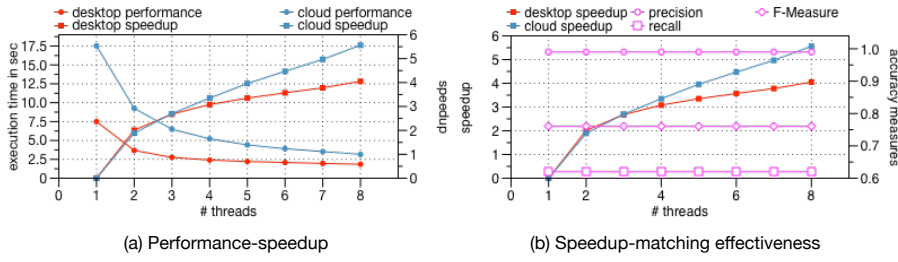 desktop performance cloud performance
desktop speedup cloud speedup
execution time in sec
17.5
15.0
12.5
10.0
7.5
5.0
2.5
0
6
5
4
3
2
1
0
speedup
0 1 2 3 4 5 6 7 8
# threads
(a) Performance-speedup
desktop speedup precision F-Measure
cloud speedup recall
speedup
6
5
4
3
2
1
0
1.0
0.9
0.8
0.7
0.6
accuracy measures
0 1 2 4 6 8
# threads
(b) Speedup-matching effectiveness